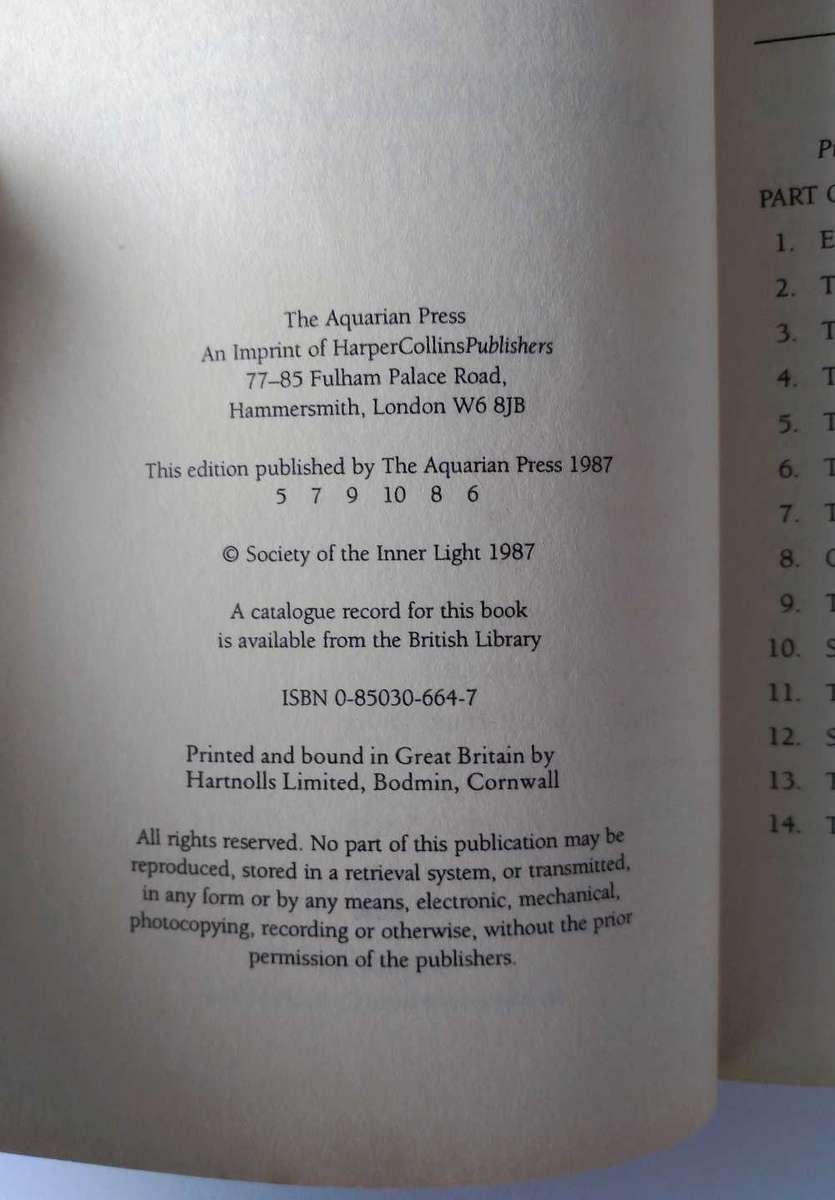 The Aquarian Press
An Imprint of HarperCollinsPublishers
77–85 Fulham Palace Road,
Hammersmith, London W6 8JB
This edition published by The Aquarian Press 1987
5 7 9 10 8 6
© Society of the Inner Light 1987
A catalogue record for this book
is available from the British Library
ISBN 0-85030-664-7
Printed and bound in Great Britain by
Hartnolls Limited, Bodmin, Cornwall
All rights reserved. No part of this publication may be
reproduced, stored in a retrieval system, or transmitted,
in any form or by any means, electronic, mechanical,
photocopying, recording or otherwise, without the prior
permission of the publishers.
PART
1.
2.
3.
4.
5.
6.
7.
8.
9.
10.
11.
12.
13.
14.